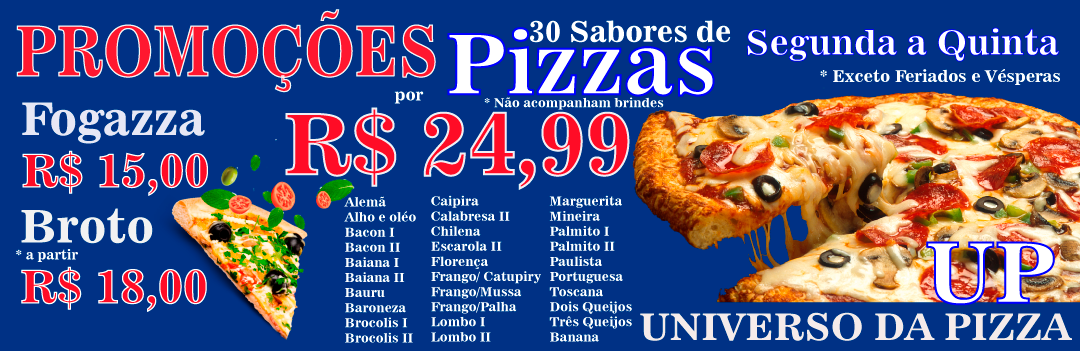 PROMOÇÕES
30 Sabores de
Pizzas
por
* Não acompanham brindes
R$ 24,99
Segunda a Quinta
* Exceto Feriados e Vésperas
Fogazza
R$ 15,00
Broto
* a partir
R$ 18,00
Alemã
Alho e oléo
Bacon I
Bacon II
Baiana I
Baiana II
Bauru
Baroneza
Brocolis I
Brocolis II
Caipira
Calabresa II
Chilena
Escarola II
Florença
Frango/ Catupiry
Frango/Mussa
Frango/Palha
Lombo I
Lombo II
Marguerita
Mineira
Palmito I
Palmito II
Paulista
Portuguesa
Toscana
Dois Queijos
Três Queijos
Banana
UP
UNIVERSO DA PIZZA